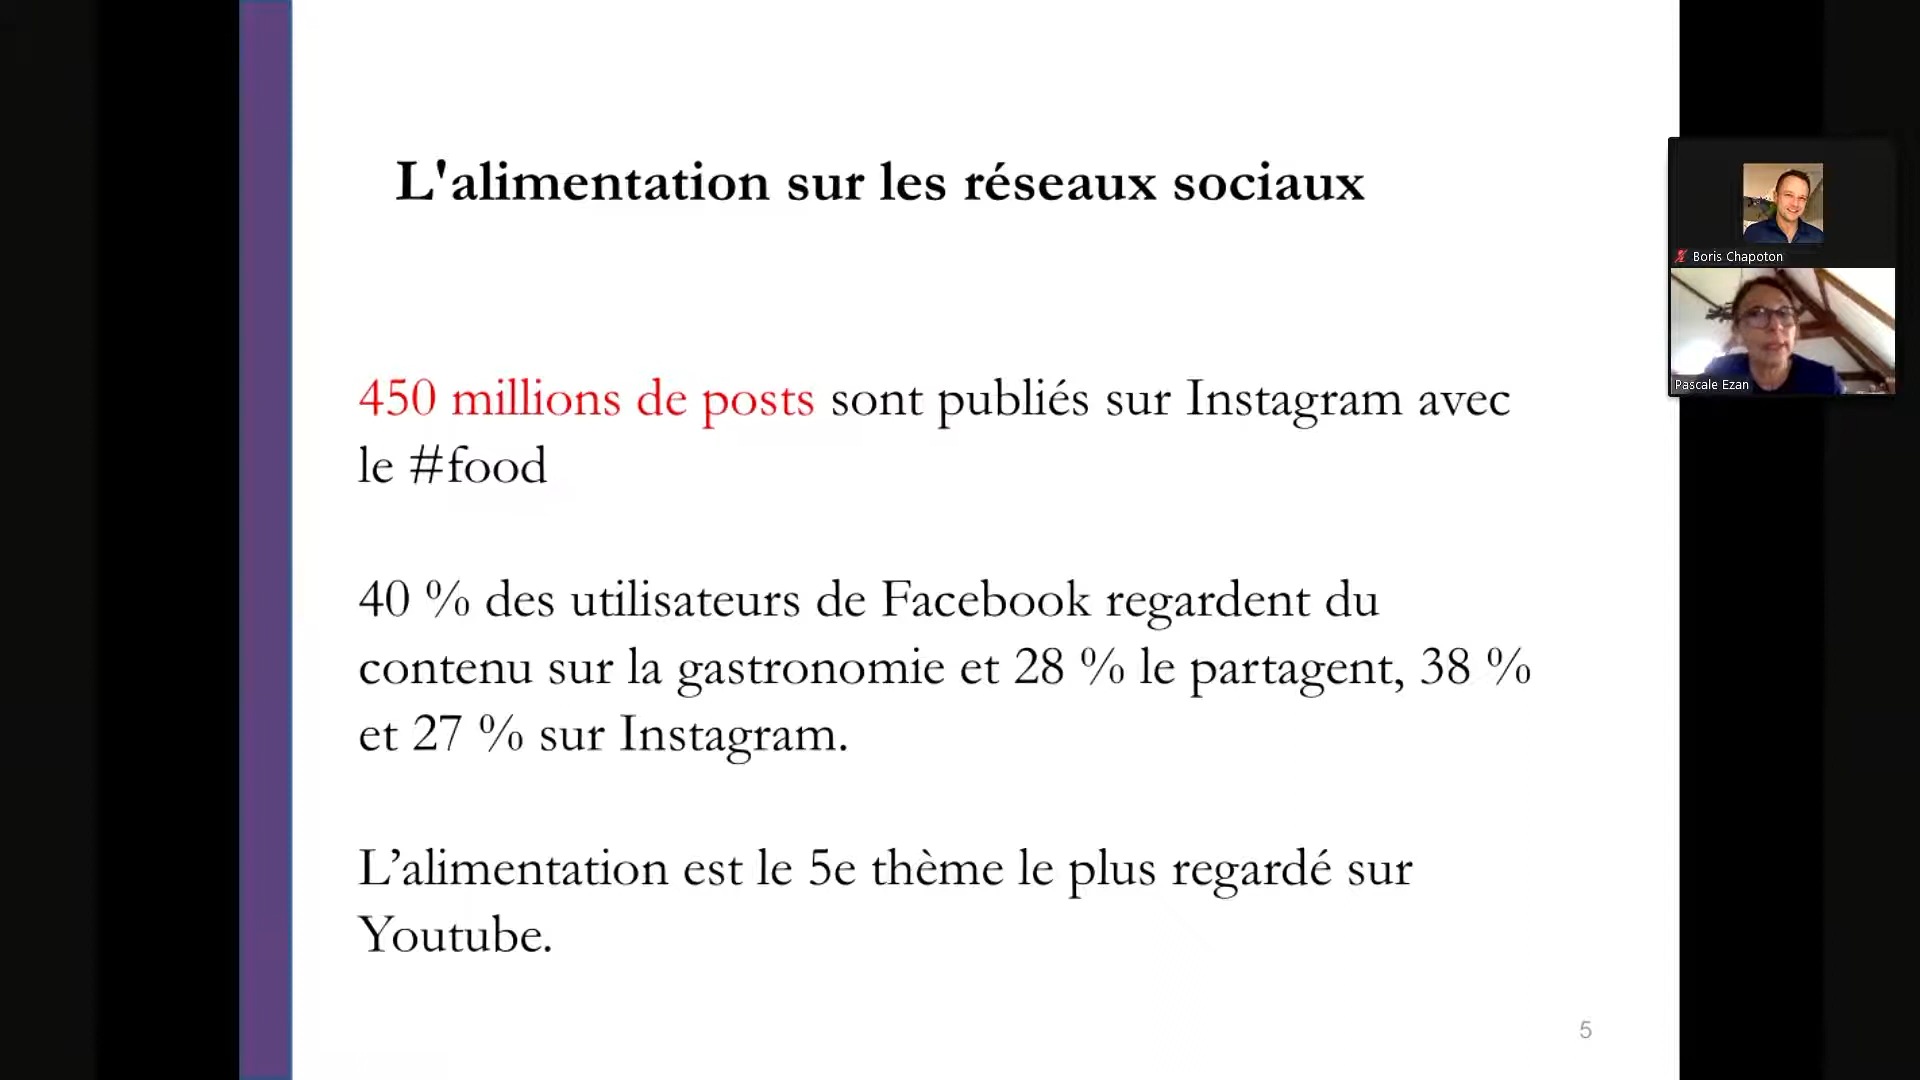 L'alimentation sur les réseaux sociaux
450 millions de posts sont publiés sur Instagram avec
le #food
40 % des utilisateurs de Facebook regardent du
contenu sur la gastronomie et 28 % le partagent, 38 %
et 27 % sur Instagram.
L’alimentation est le 5e thème le plus regardé sur
Youtube.
5
Boris Chapoton
Pascale Ezan